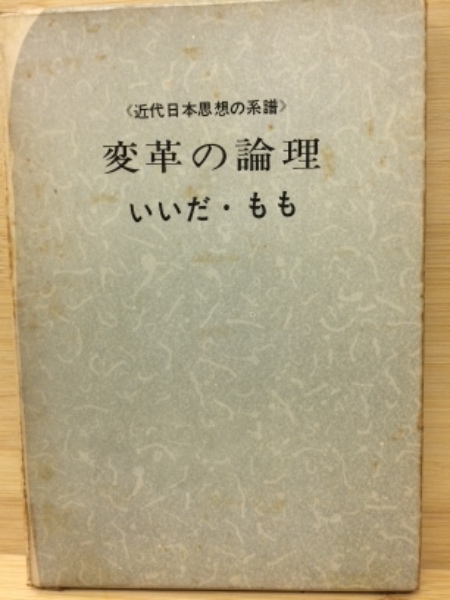 《近代日本思想の系譜》
変革の論理
いいだ・もも